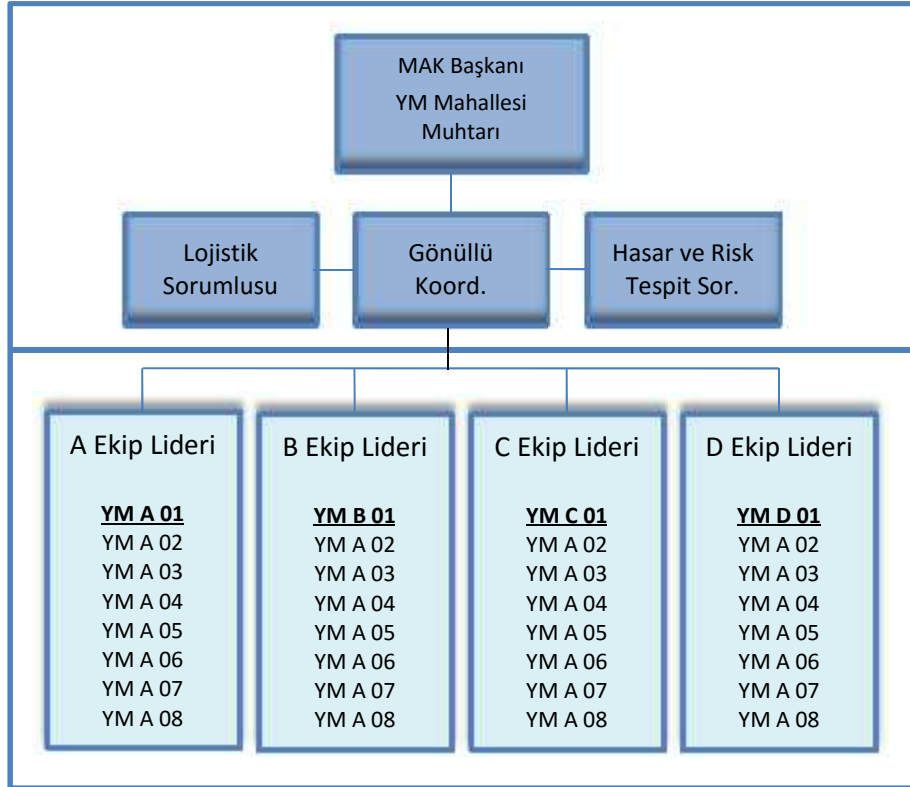 MAK Başkanı
YM Mahallesi
Muhtarı
Lojistik
Sorumlusu
Gönüllü
Koord.
Hasar ve Risk
Tespit Sor.
A Ekip Lideri
YM A 01
YM A 02
YM A 03
YM A 04
YM A 05
YM A 06
YM A 07
YM A 08
B Ekip Lideri
YM B 01
YM A 02
YM A 03
YM A 04
YM A 05
YM A 06
YM A 07
YM A 08
C Ekip Lideri
YM C 01
YM A 02
YM A 03
YM A 04
YM A 05
YM A 06
YM A 07
YM A 08
D Ekip Lideri
YM D 01
YM A 02
YM A 03
YM A 04
YM A 05
YM A 06
YM A 07
YM A 08